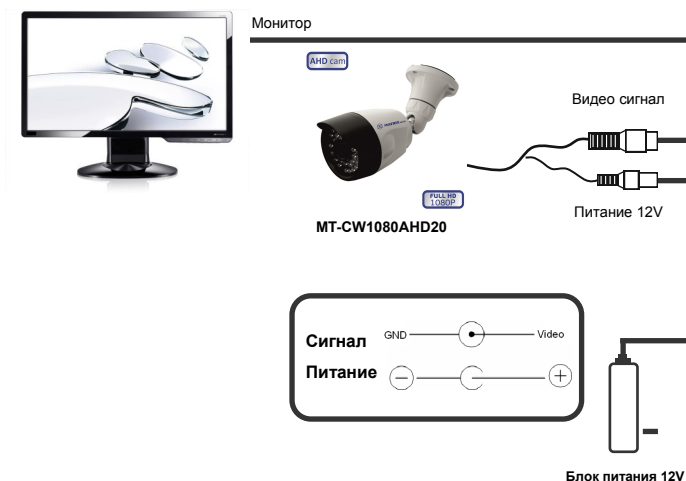 Монитор
AHD cam
Видео сигнал
FULL HD
1080P
Питание 12V
MT-CW1080AHD20
Сигнал GND Video
Питание − +
Блок питания 12V